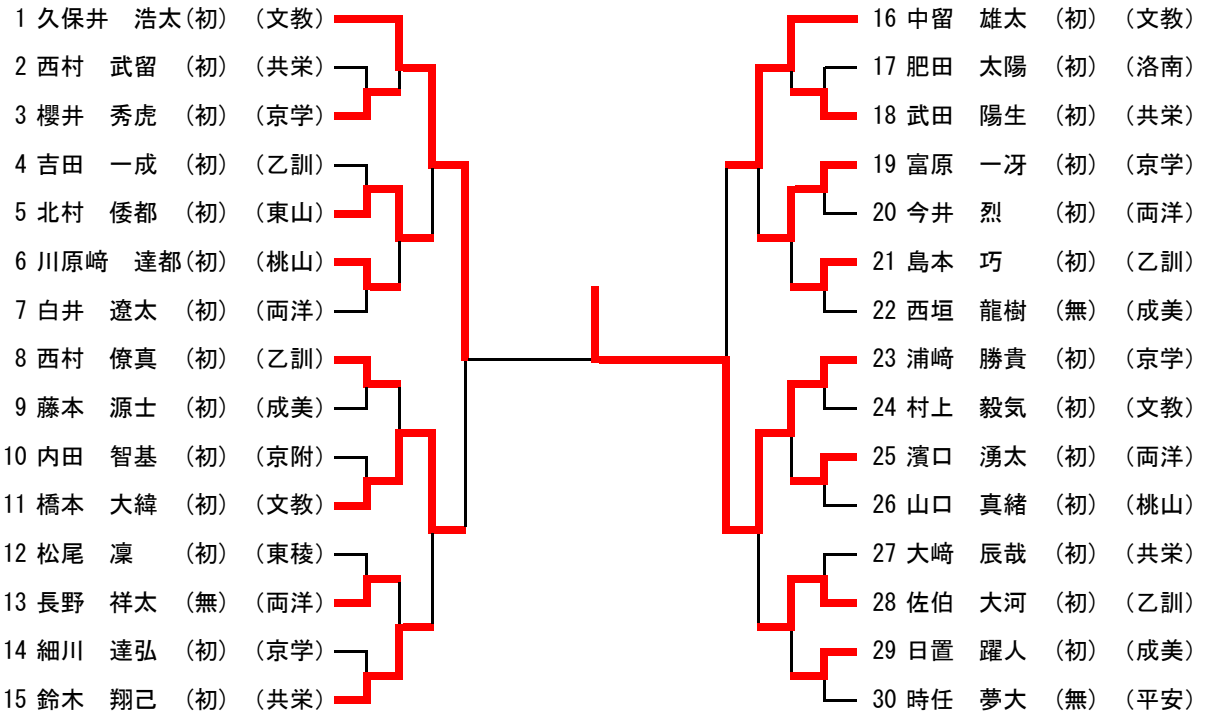 1 久保井　浩太(初)　(文教)
2 西村　武留　(初)　(共栄)
3 櫻井　秀虎　(初)　(京学)
4 吉田　一成　(初)　(乙訓)
5 北村　倭都　(初)　(東山)
6 川原﨑　達都(初)　(桃山)
7 白井　遼太　(初)　(両洋)
8 西村　僚真　(初)　(乙訓)
9 藤本　源士　(初)　(成美)
10 内田　智基　(初)　(京附)
11 橋本　大緯　(初)　(文教)
12 松尾　凜　(初)　(東稜)
13 長野　祥太　(無)　(両洋)
14 細川　達弘　(初)　(京学)
15 鈴木　翔己　(初)　(共栄)
16 中留　雄太　(初)　(文教)
17 肥田　太陽　(初)　(洛南)
18 武田　陽生　(初)　(共栄)
19 富原　一冴　(初)　(京学)
20 今井　烈　(初)　(両洋)
21 島本　巧　(初)　(乙訓)
22 西垣　龍樹　(無)　(成美)
23 浦﨑　勝貴　(初)　(京学)
24 村上　毅気　(初)　(文教)
25 濱口　湧太　(初)　(両洋)
26 山口　真緒　(初)　(桃山)
27 大﨑　辰哉　(初)　(共栄)
28 佐伯　大河　(初)　(乙訓)
29 日置　躍人　(初)　(成美)
30 時任　夢大　(無)　(平安)